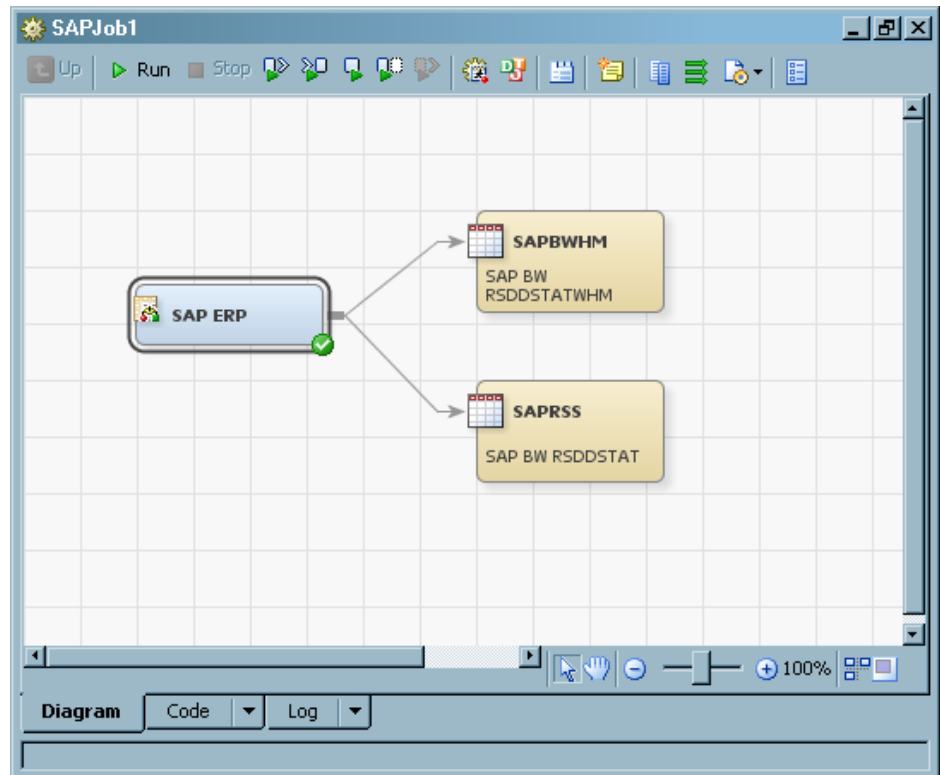 SAPJob1
Up Run Stop
SAPBWHM
SAP BW
RSDDSTATWHM
SAP ERP
SAPRSS
SAP BW RSDDSTAT
100%
Diagram Code Log